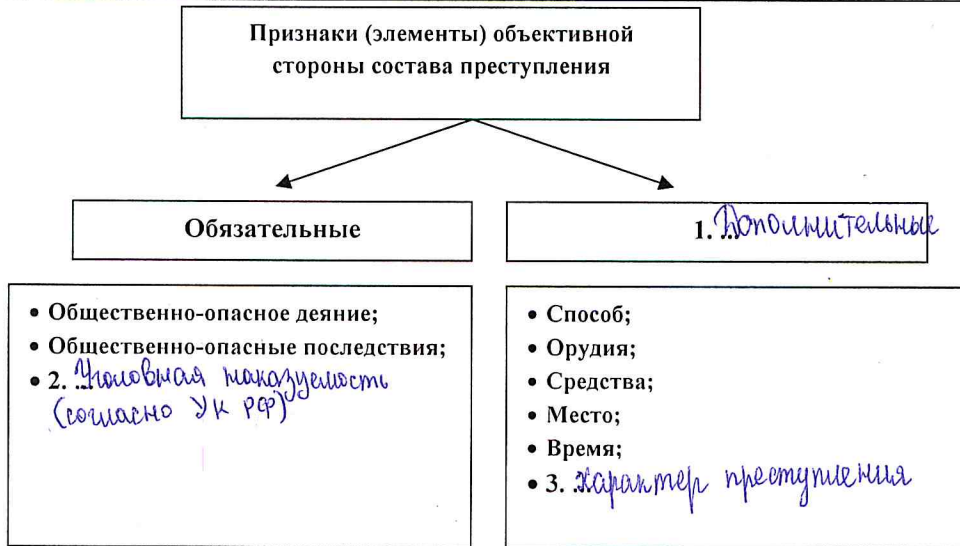 Признаки (элементы) объективной
стороны состава преступления
Обязательные
1. ... Дополнительные
• Общественно-опасное деяние;
• Общественно-опасные последствия;
• 2. ... Уголовная наказуемость
(согласно УК РФ)
• Способ;
• Орудия;
• Средства;
• Место;
• Время;
• 3. ... Характер преступления